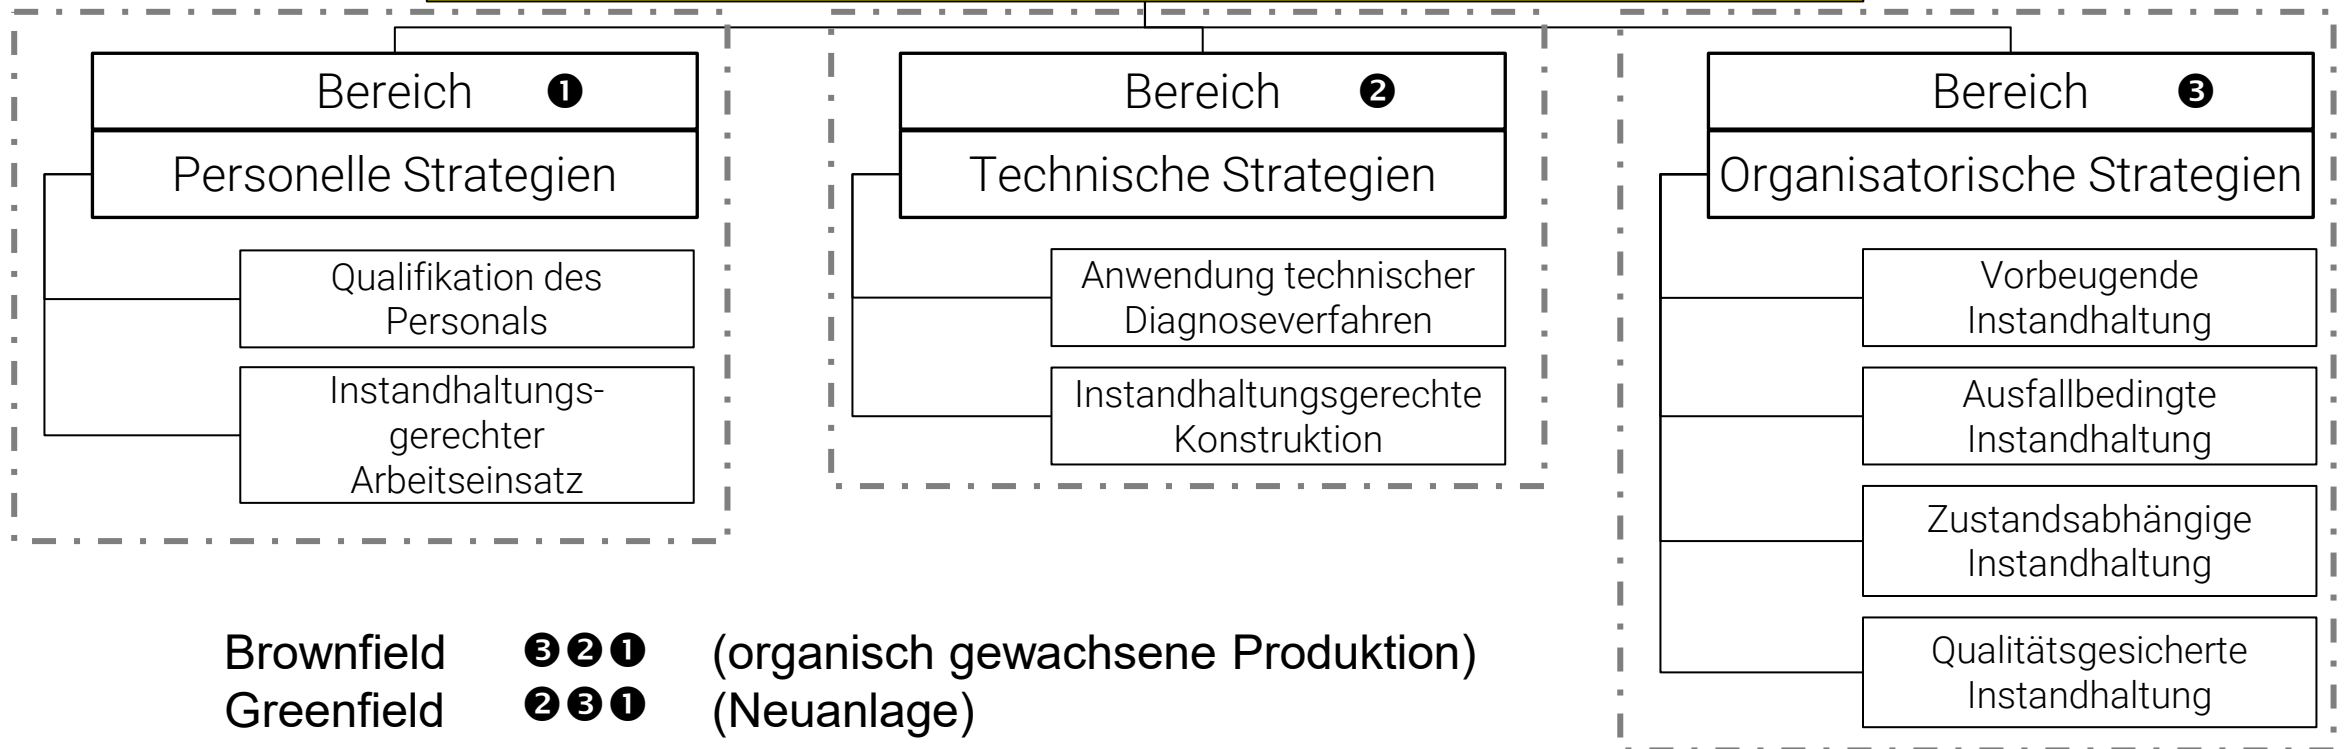 Bereich ❶
Personelle Strategien
Qualifikation des
Personals
Instandhaltungs-
gerechter
Arbeitseinsatz
Bereich ❷
Technische Strategien
Anwendung technischer
Diagnoseverfahren
Instandhaltungsgerechte
Konstruktion
Bereich ❸
Organisatorische Strategien
Vorbeugende
Instandhaltung
Ausfallbedingte
Instandhaltung
Zustandsabhängige
Instandhaltung
Qualitätsgesicherte
Instandhaltung
Brownfield ❸❷❶ (organisch gewachsene Produktion)
Greenfield ❷❸❶ (Neuanlage)